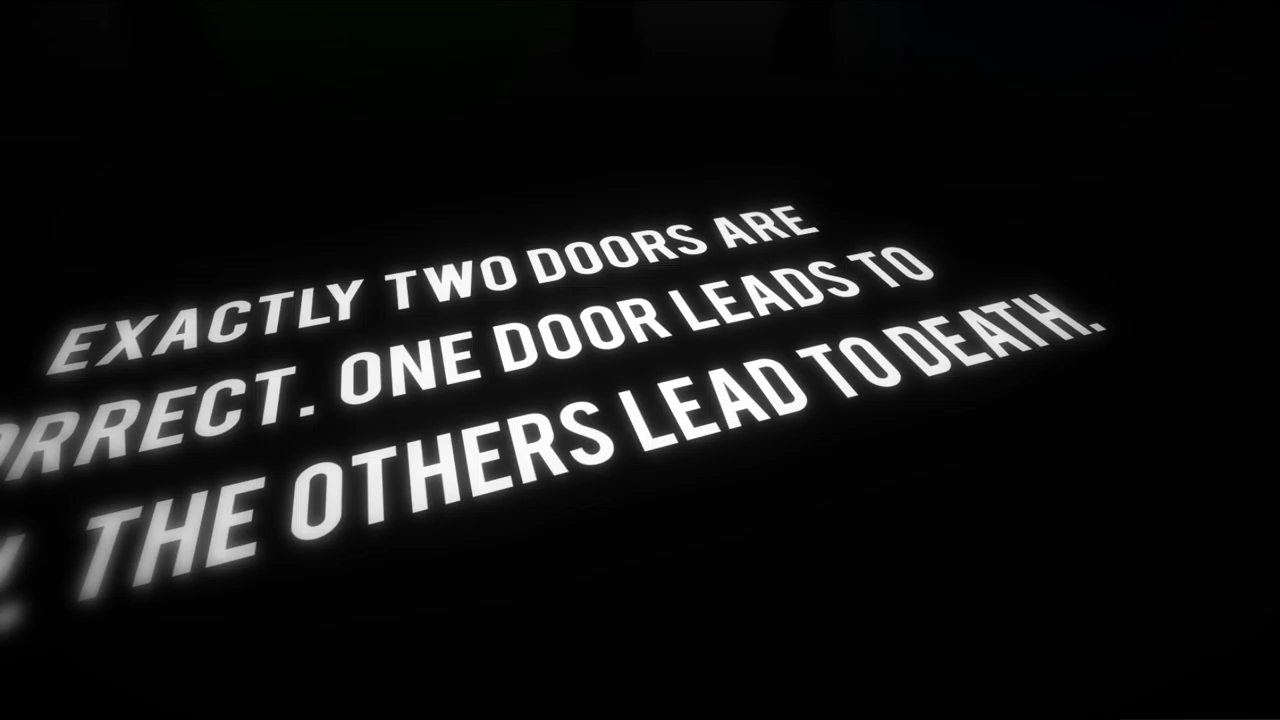 EXACTLY TWO DOORS ARE
ORRECT. ONE DOOR LEADS TO
THE OTHERS LEAD TO DEATH.